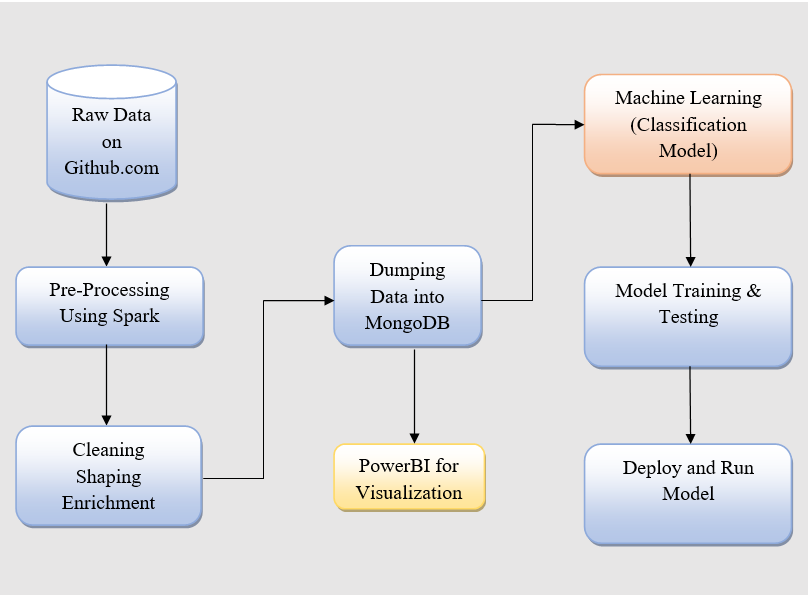 Raw Data
on
Github.com
Pre-Processing
Using Spark
Cleaning
Shaping
Enrichment
Dumping
Data into
MongoDB
PowerBI for
Visualization
Machine Learning
(Classification
Model)
Model Training &
Testing
Deploy and Run
Model